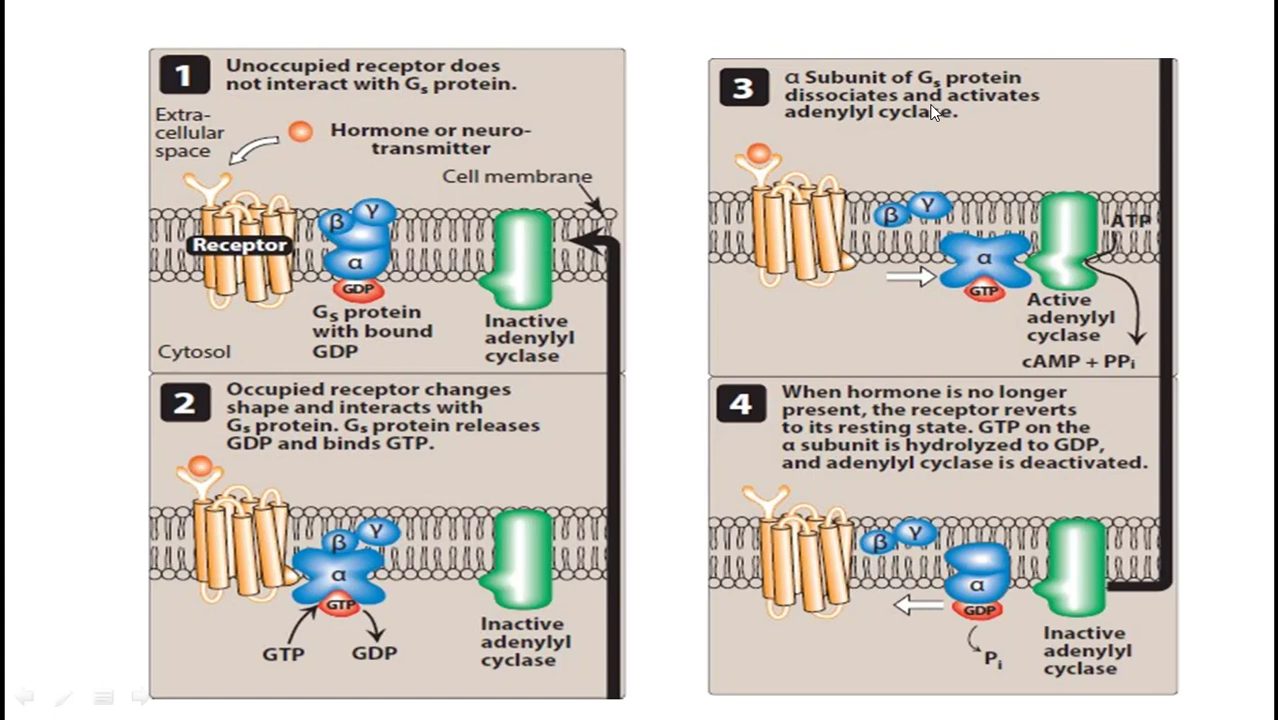 1
Unoccupied receptor does
not interact with Gs protein.
Extra-
cellular
space
Hormone or neuro-
transmitter
Cell membrane
Receptor
β
γ
α
GDP
Gs protein
with bound
GDP
Inactive
adenylyl
cyclase
Cytosol
2
Occupied receptor changes
shape and interacts with
Gs protein. Gs protein releases
GDP and binds GTP.
β
γ
α
GTP
GTP
GDP
Inactive
adenylyl
cyclase
3
α Subunit of Gs protein
dissociates and activates
adenylyl cyclase.
β
γ
α
GTP
ATP
Active
adenylyl
cyclase
cAMP + PPi
4
When hormone is no longer
present, the receptor reverts
to its resting state. GTP on the
α subunit is hydrolyzed to GDP,
and adenylyl cyclase is deactivated.
β
γ
α
GDP
Pi
Inactive
adenylyl
cyclase